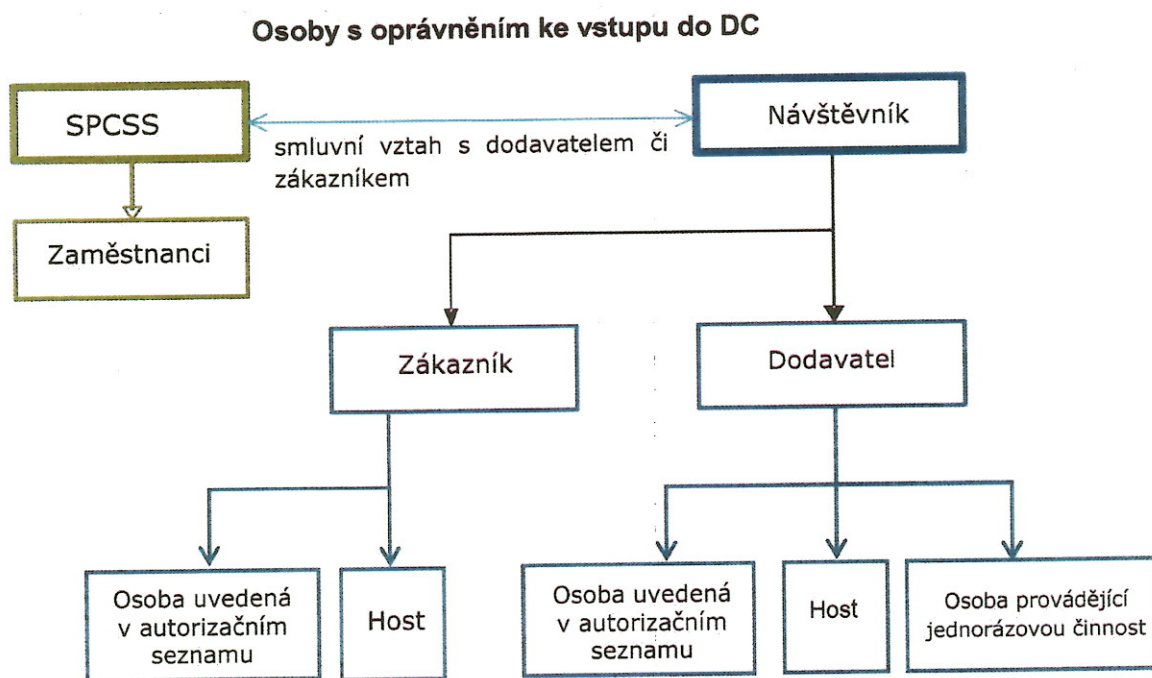 Osoby s oprávněním ke vstupu do DC
SPCSS
Návštěvník
smluvní vztah s dodavatelem či
zákazníkem
Zaměstnanci
Zákazník
Dodavatel
Osoba uvedená
v autorizačním
seznamu
Host
Osoba uvedená
v autorizačním
seznamu
Host
Osoba provádějící
jednorázovou činnost